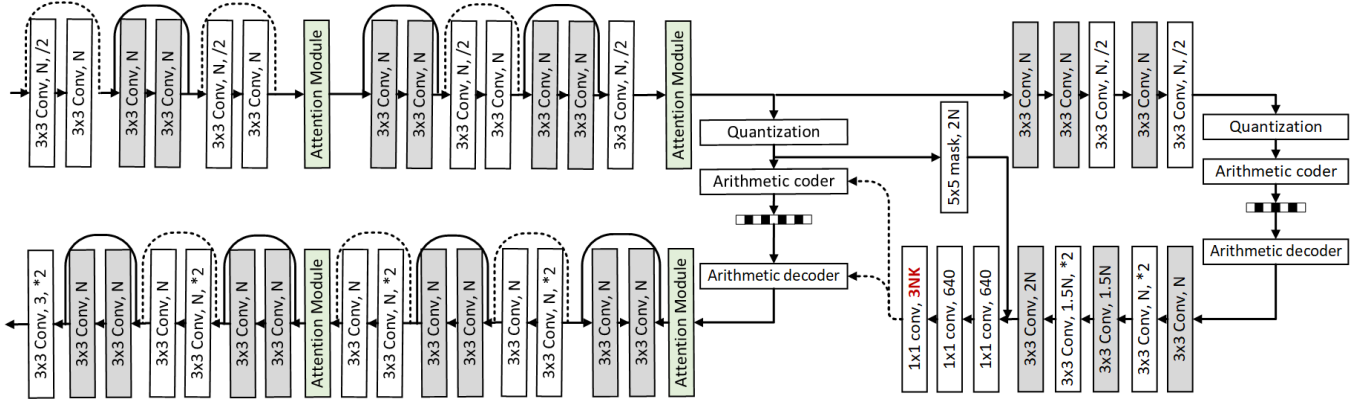 3x3 Conv, N, /2
3x3 Conv, N
3x3 Conv, N
3x3 Conv, N
3x3 Conv, N,/2
3x3 Conv, N
Attention Module
3x3 Conv, N
3x3 Conv, N
3x3 Conv, N,/2
3x3 Conv, N
3x3 Conv, N
3x3 Conv, N
3x3 Conv, N, /2
Attention Module
Quantization
Arithmetic coder
Arithmetic decoder
5x5 mask, 2N
3x3 Conv, N
3x3 Conv, N
3x3 Conv, N, /2
3x3 Conv, N
3x3 Conv, N, /2
Quantization
Arithmetic coder
Arithmetic decoder
3x3 Conv, 3, *2
3x3 Conv, N
3x3 Conv, N
3x3 Conv, N
3x3 Conv, N, *2
3x3 Conv, N
3x3 Conv, N
Attention Module
3x3 Conv, N
3x3 Conv, N, *2
3x3 Conv, N
3x3 Conv, N
3x3 Conv, N
3x3 Conv, N, *2
3x3 Conv, N
3x3 Conv, N
Attention Module
1x1 conv, 3NK
1x1 conv, 640
1x1 conv, 640
3x3 Conv, 2N
3x3 Conv, 1.5N, *2
3x3 Conv, 1.5N
3x3 Conv, N, *2
3x3 Conv, N